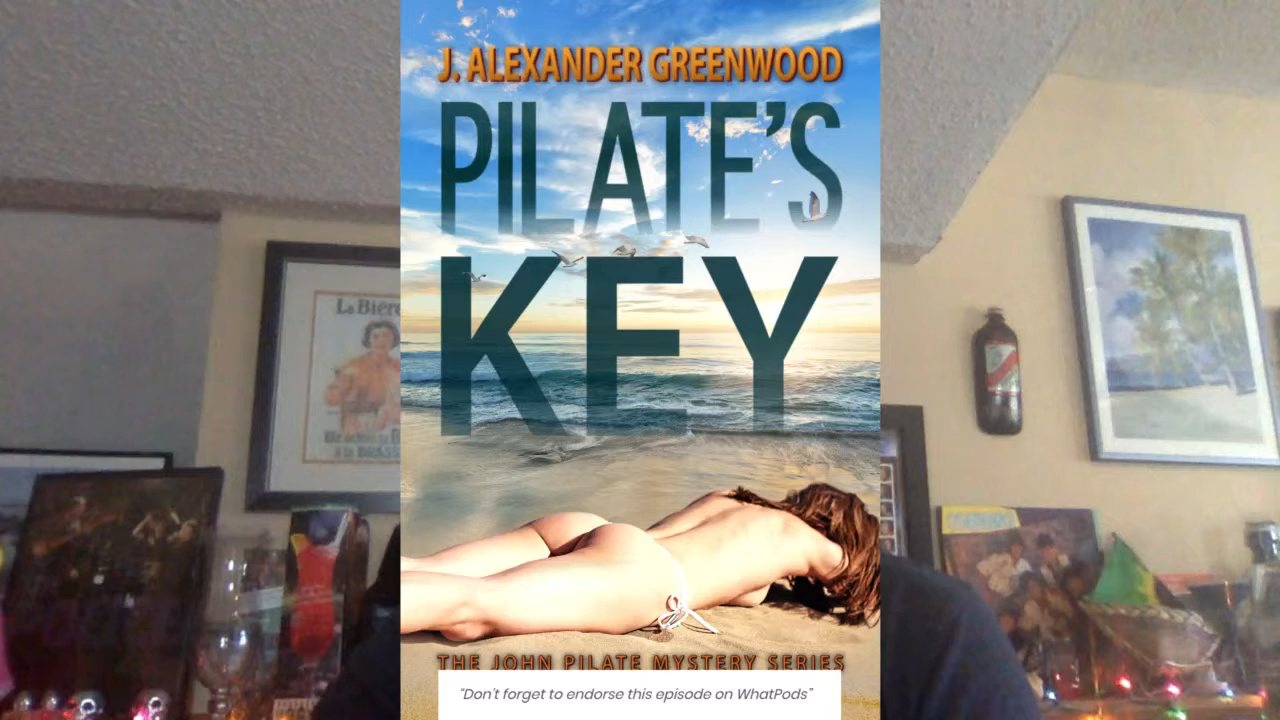 J. ALEXANDER GREENWOOD
PILATE'S
KEY
THE JOHN PILATE MYSTERY SERIES
"Don't forget to endorse this episode on WhatPods"
La Bière